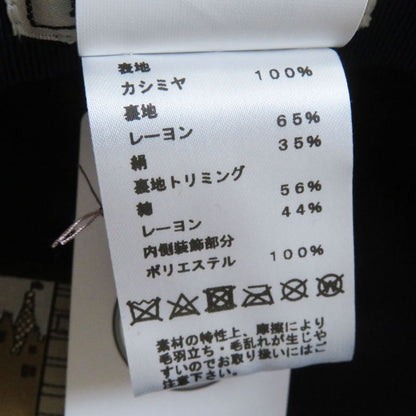 表地
カシミヤ 100%
裏地
レーヨン 65%
絹 35%
裏地トリミング
綿 56%
レーヨン 44%
内側装飾部分
ポリエステル 100%
素材の特性上、摩擦により
毛羽立ち・毛乱れが生じや
すいのでお取り扱いにはご
注意下さい。